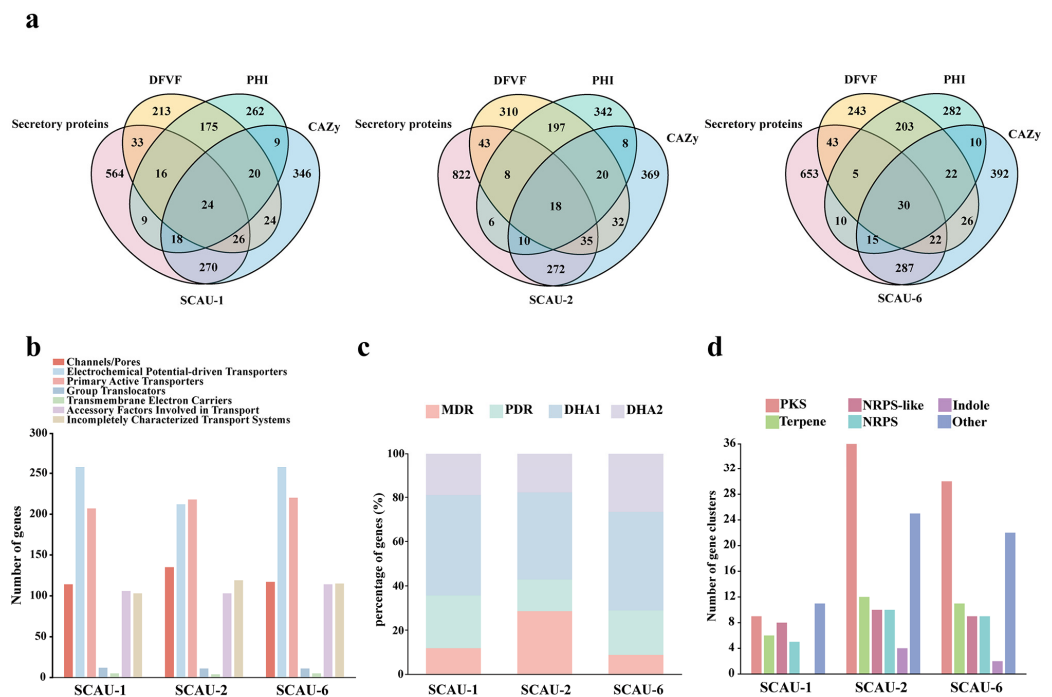 a
DFVF PHI
213 262
Secretory proteins 175 CAZy
33 9
564 16 20 346
24
9 24
18 26
270
SCAU-1
DFVF PHI
310 342
Secretory proteins 197 CAZy
43 8
822 8 20 369
18
6 32
10 35
272
SCAU-2
DFVF PHI
243 282
Secretory proteins 203 CAZy
43 10
653 5 22 392
30
10 26
15 22
287
SCAU-6
b
Channels/Pores
Electrochemical Potential-driven Transporters
Primary Active Transporters
Group Translocators
Transmembrane Electron Carriers
Accessory Factors Involved in Transport
Incompletely Characterized Transport Systems
Number of genes
300
250
200
150
100
50
0
SCAU-1 SCAU-2 SCAU-6
c
MDR PDR DHA1 DHA2
percentage of genes (%)
100
80
60
40
20
0
SCAU-1 SCAU-2 SCAU-6
d
PKS NRPS-like Indole
Terpene NRPS Other
Number of gene clusters
36
32
28
24
20
16
12
8
4
0
SCAU-1 SCAU-2 SCAU-6